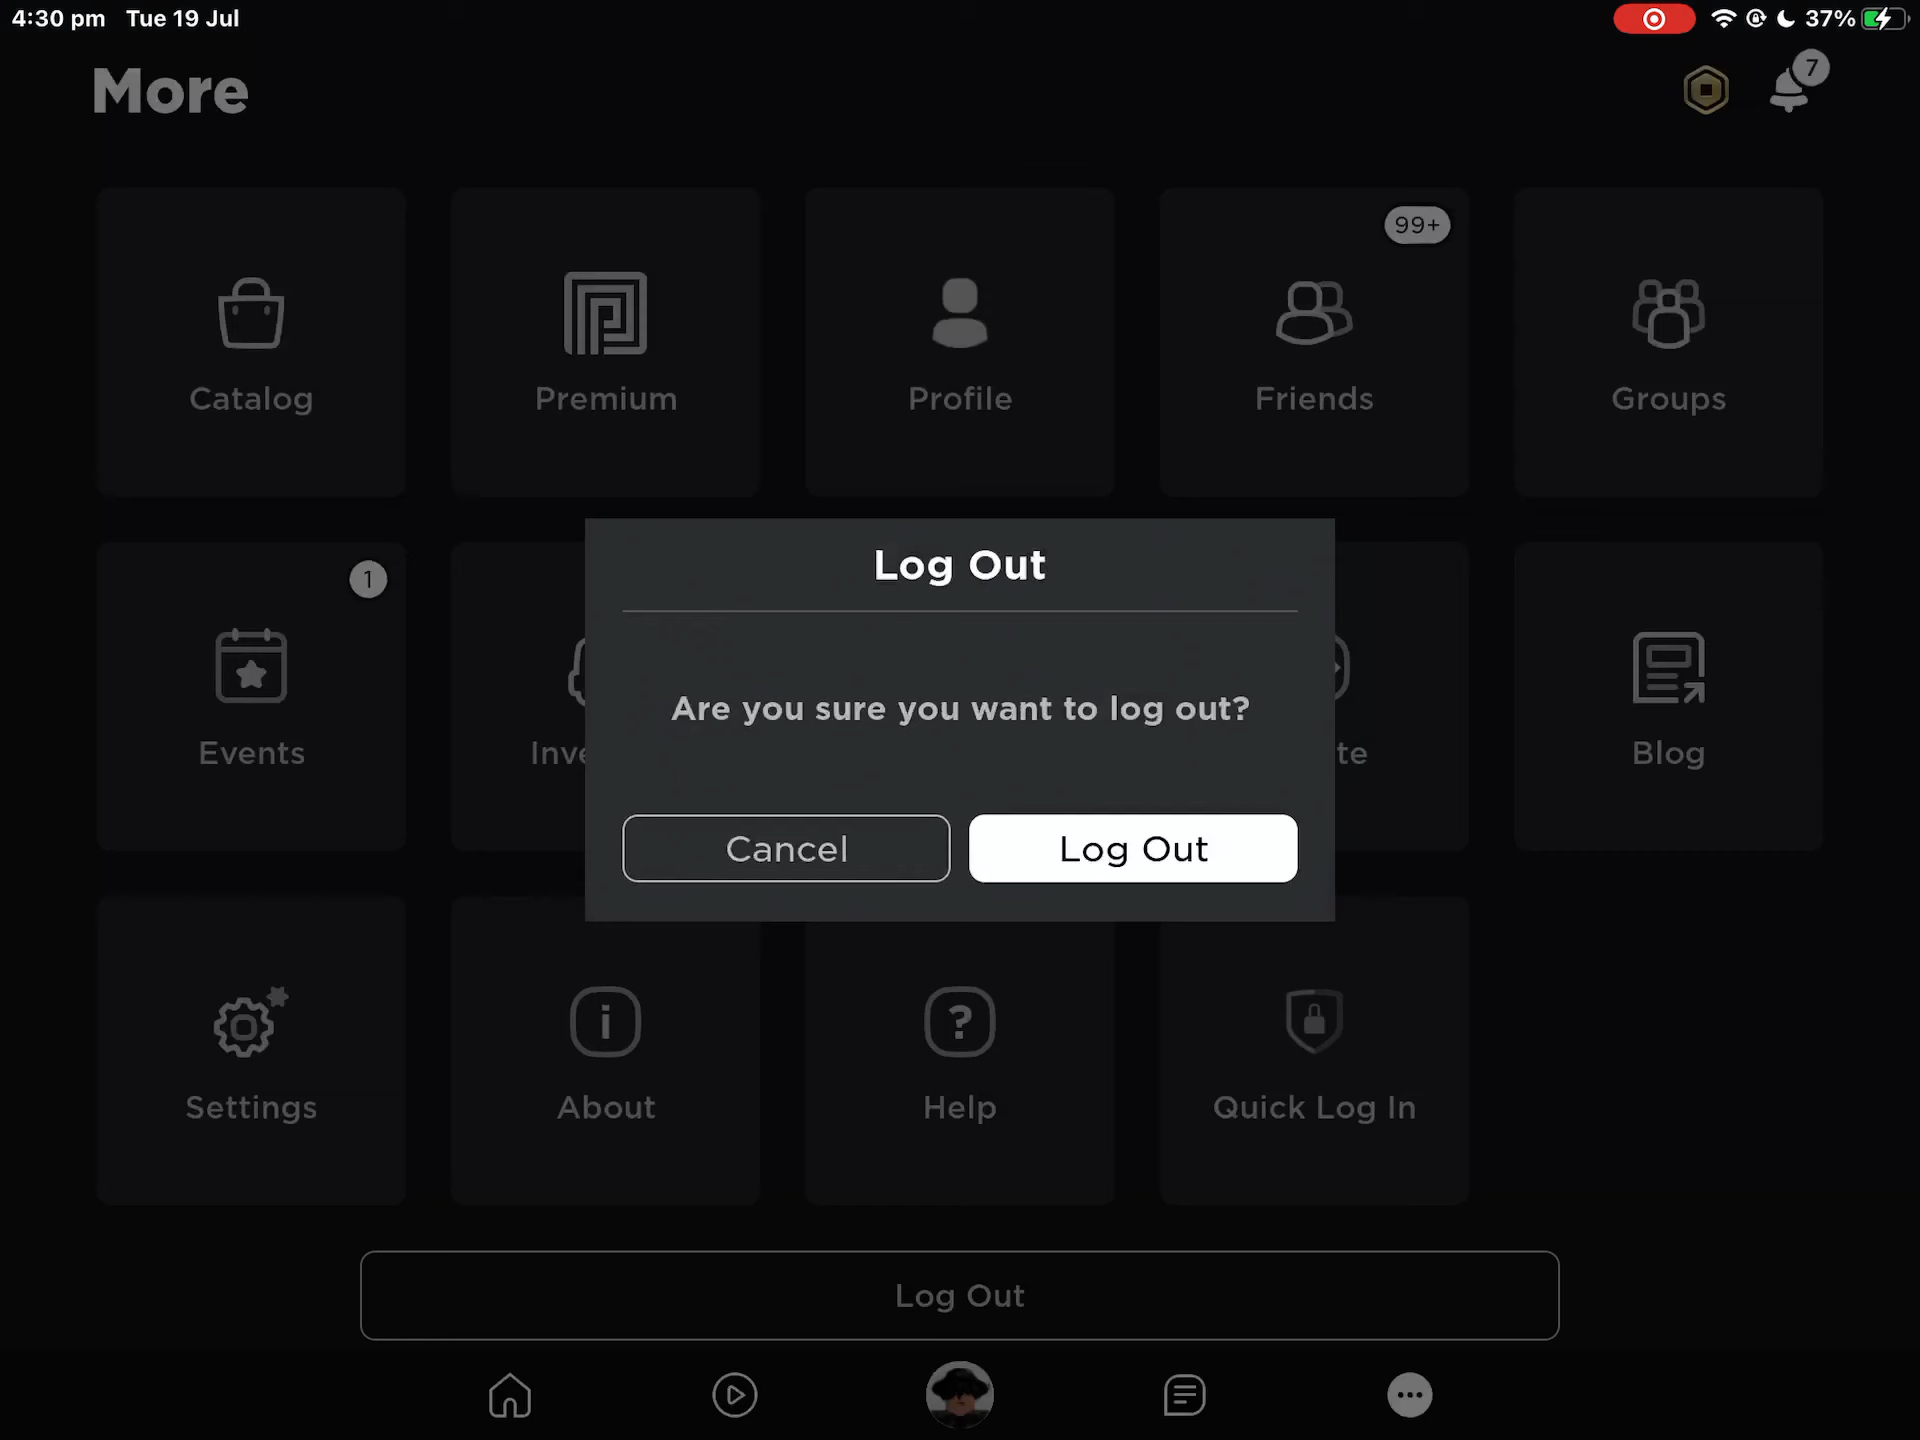 4:30 pm Tue 19 Jul
37%
More
7
99+
Catalog
Premium
Profile
Friends
Groups
1
Log Out
Are you sure you want to log out?
Events
Inve
te
Blog
Cancel
Log Out
Settings
About
Help
Quick Log In
Log Out